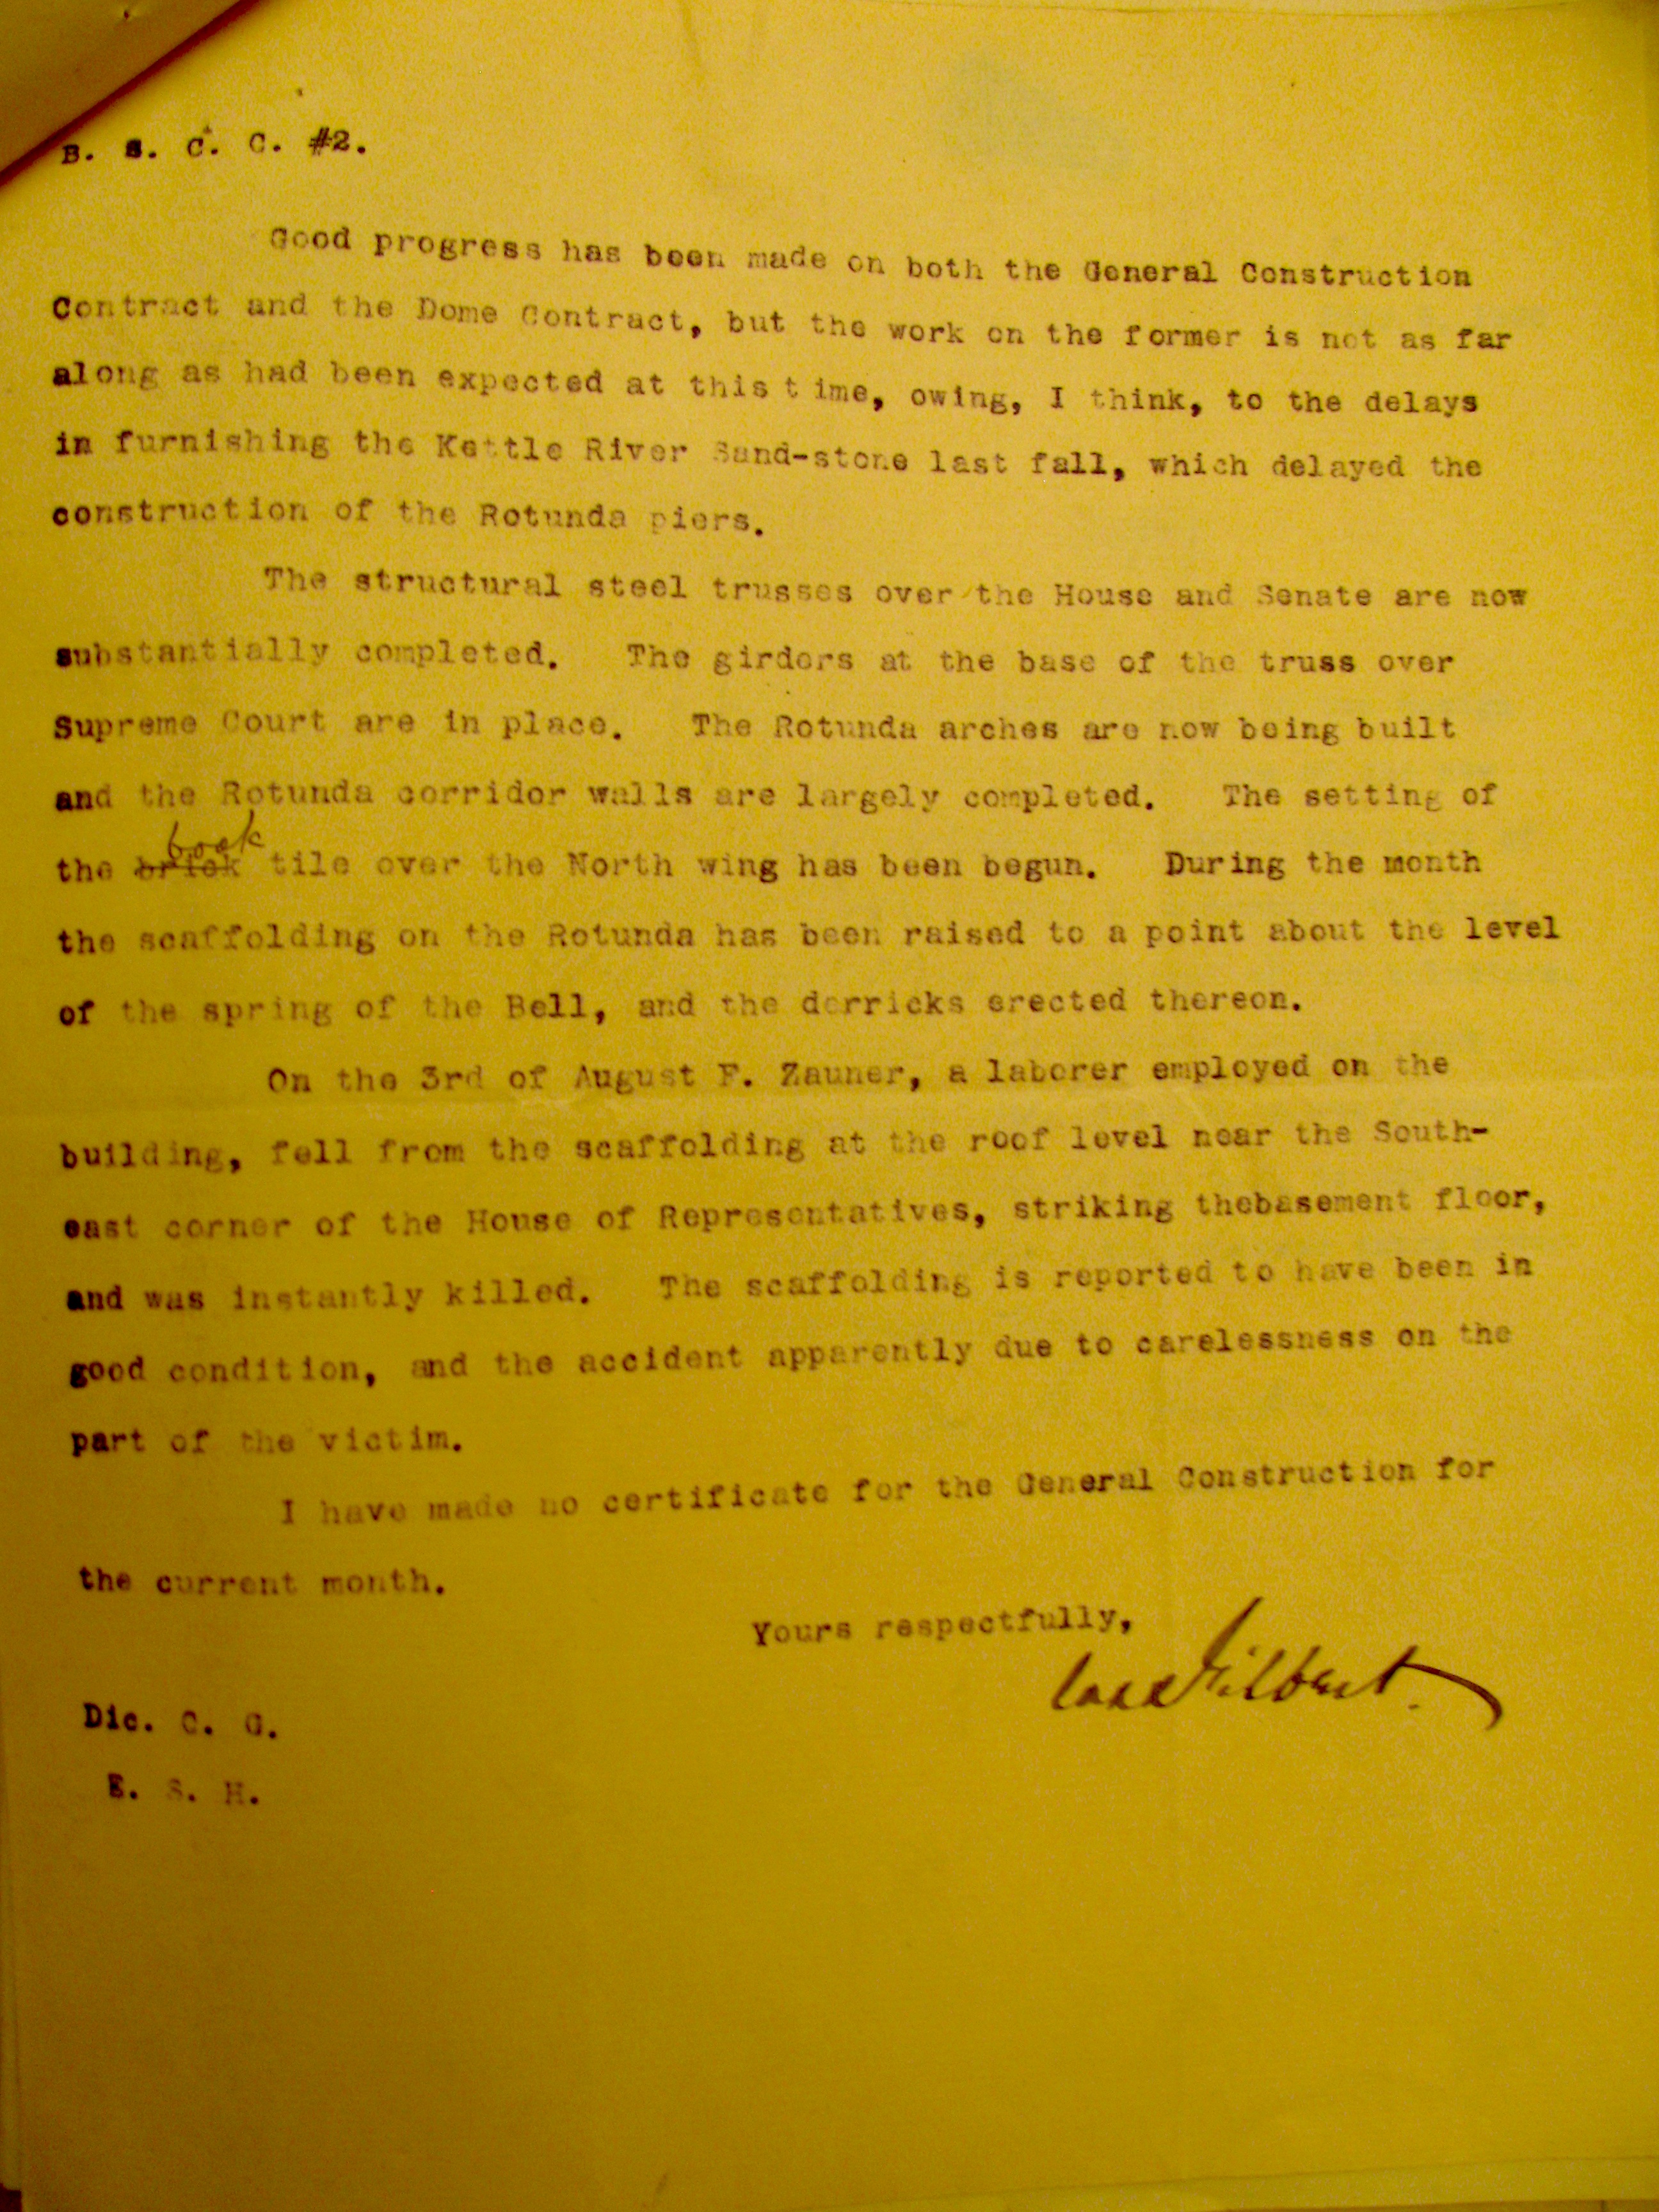 B. S. C. C. #2.
Good progress has been made on both the General Construction
Contract and the Dome Contract, but the work on the former is not as far
along as had been expected at this time, owing, I think, to the delays
in furnishing the Kettle River Sand-stone last fall, which delayed the
construction of the Rotunda piers.
The structural steel trusses over the House and Senate are now
substantially completed. The girders at the base of the truss over
Supreme Court are in place. The Rotunda arches are now being built
and the Rotunda corridor walls are largely completed. The setting of
book
the brick tile over the North wing has been begun. During the month
the scaffolding on the Rotunda has been raised to a point about the level
of the spring of the Bell, and the derricks erected thereon.
On the 3rd of August F. Zauner, a laborer employed on the
building, fell from the scaffolding at the roof level near the South-
east corner of the House of Representatives, striking thebasement floor,
and was instantly killed. The scaffolding is reported to have been in
good condition, and the accident apparently due to carelessness on the
part of the victim.
I have made no certificate for the General Construction for
the current month.
Yours respectfully,
Cass Gilbert.
Dic. C. G.
E. S. H.